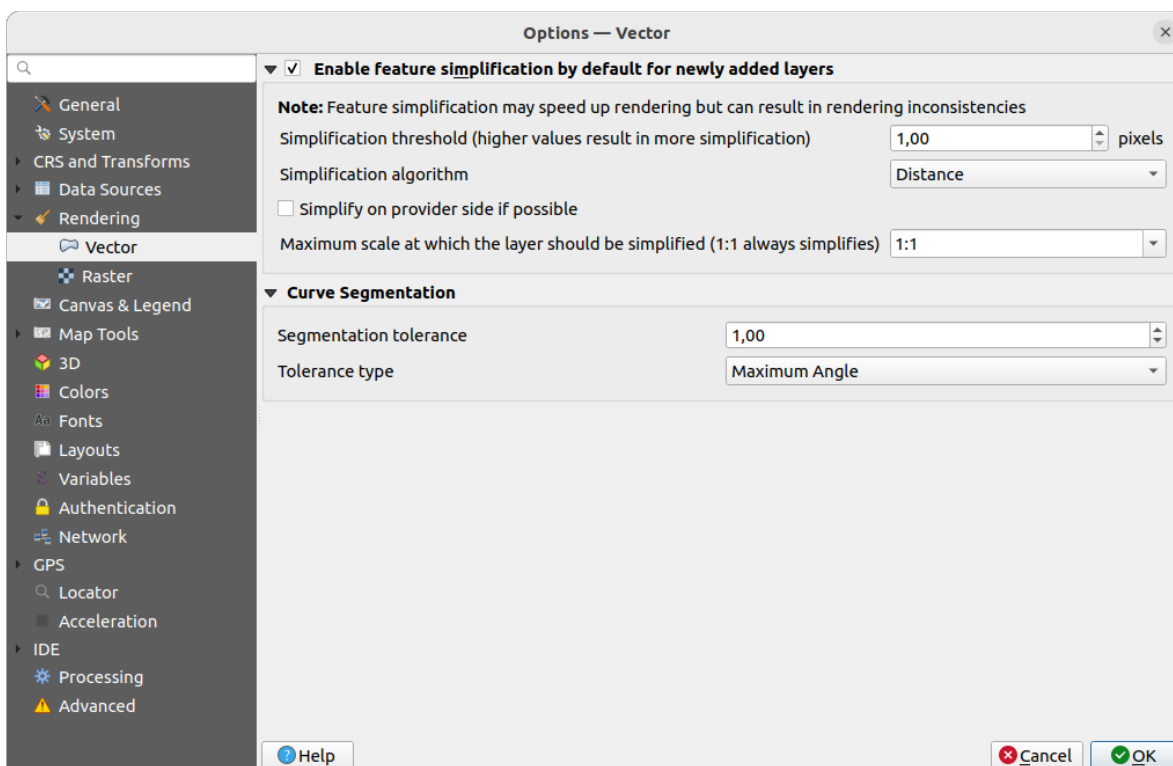 Options — Vector
General
System
CRS and Transforms
Data Sources
Rendering
Vector
Raster
Canvas & Legend
Map Tools
3D
Colors
Aa Fonts
Layouts
ε Variables
Authentication
Network
GPS
Locator
Acceleration
IDE
Processing
Advanced
Enable feature simplification by default for newly added layers
Note: Feature simplification may speed up rendering but can result in rendering inconsistencies
Simplification threshold (higher values result in more simplification) 1,00 pixels
Simplification algorithm Distance
Simplify on provider side if possible
Maximum scale at which the layer should be simplified (1:1 always simplifies) 1:1
Curve Segmentation
Segmentation tolerance 1,00
Tolerance type Maximum Angle
? Help
Cancel
OK